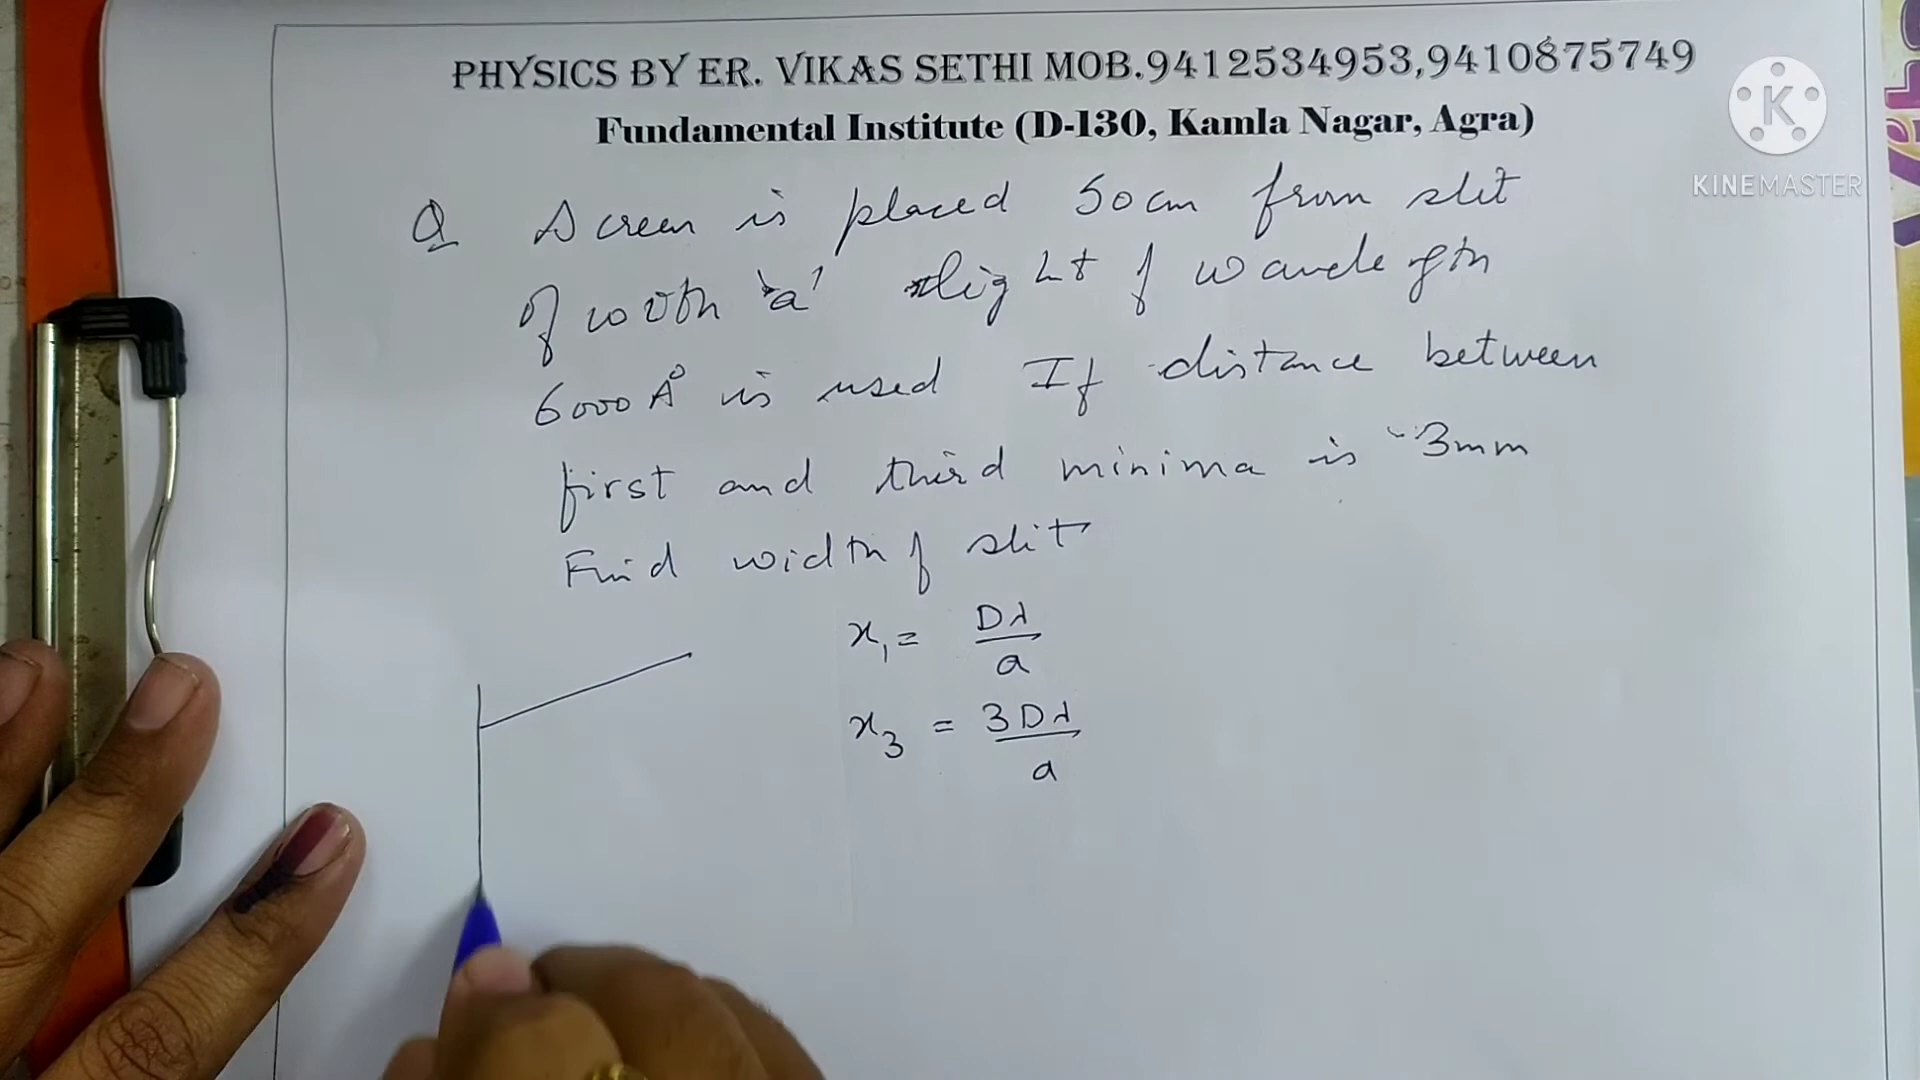 PHYSICS BY ER. VIKAS SETHI MOB.9412534953,9410875749
Fundamental Institute (D-130, Kamla Nagar, Agra)
K
KINEMASTER
Q Screen is placed 50cm from slit
of width 'a' light of wavelength
6000 A° is used If distance between
first and third minima is 3mm
Find width of slit
x₁ = Dλ/a
x₃ = 3Dλ/a